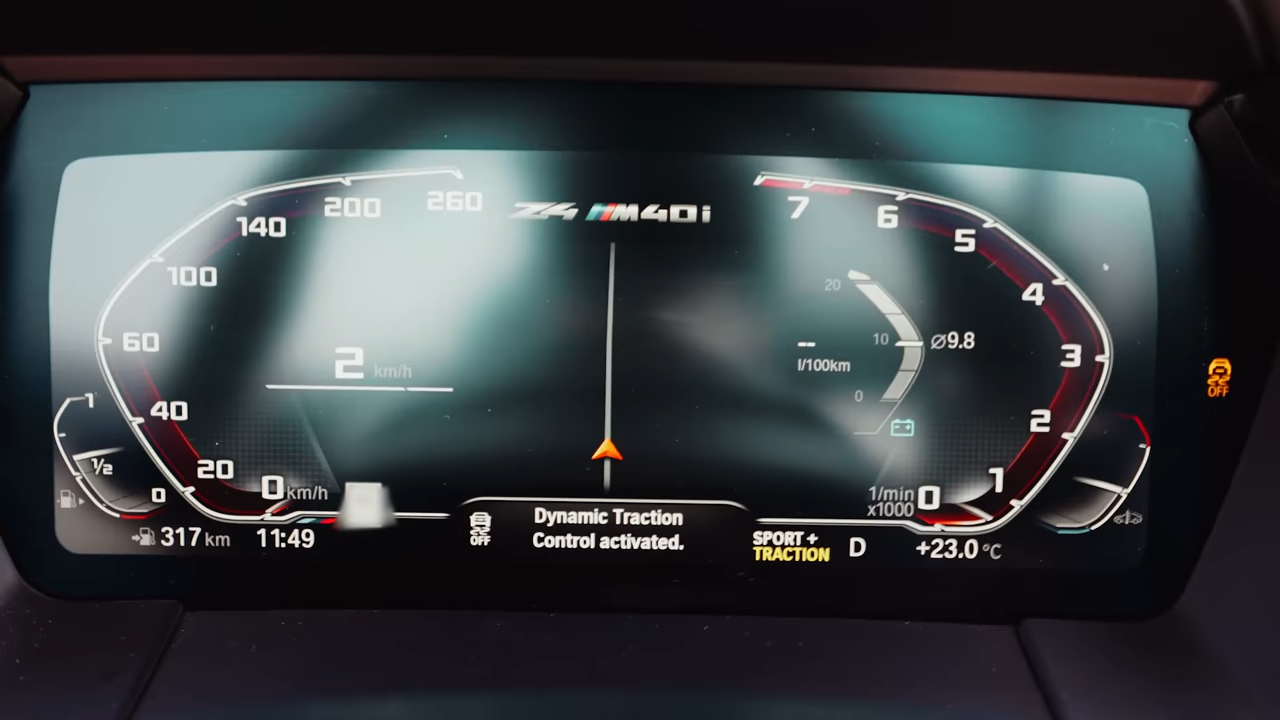 Z4 M40i
260
200
140
100
60
40
20
0 km/h
2 km/h
7
6
5
4
3
2
1
0
1/min
x1000
20
10
0
Ø9.8
--
l/100km
1
½
0
317 km
11:49
OFF
Dynamic Traction
Control activated.
SPORT +
TRACTION
D
+23.0 °C
OFF